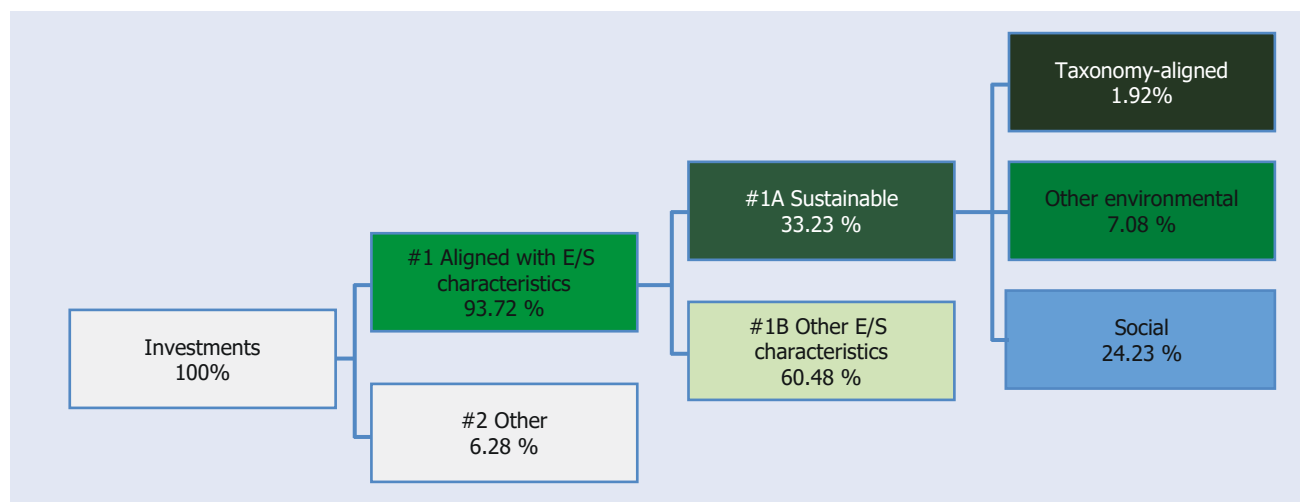 Investments
100%
#1 Aligned with E/S
characteristics
93.72 %
#2 Other
6.28 %
#1A Sustainable
33.23 %
#1B Other E/S
characteristics
60.48 %
Taxonomy-aligned
1.92%
Other environmental
7.08 %
Social
24.23 %